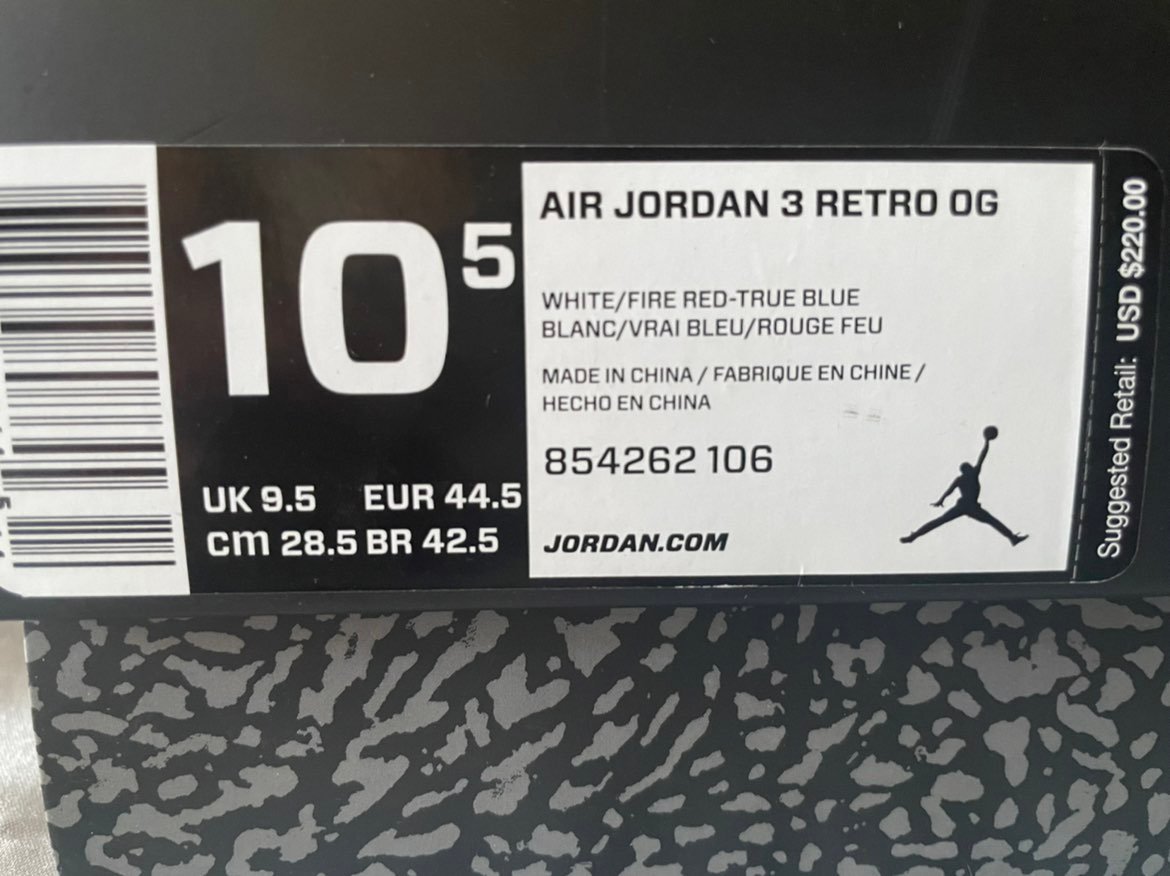 10 5
UK 9.5 EUR 44.5
cm 28.5 BR 42.5
AIR JORDAN 3 RETRO OG
WHITE/FIRE RED-TRUE BLUE
BLANC/VRAI BLEU/ROUGE FEU
MADE IN CHINA / FABRIQUE EN CHINE /
HECHO EN CHINA
854262 106
JORDAN.COM
Suggested Retail: USD $220.00